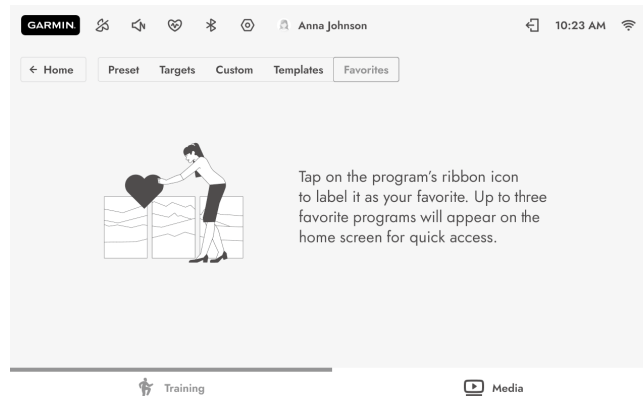 GARMIN. Anna Johnson 10:23 AM
← Home Preset Targets Custom Templates Favorites
Tap on the program's ribbon icon
to label it as your favorite. Up to three
favorite programs will appear on the
home screen for quick access.
Training Media